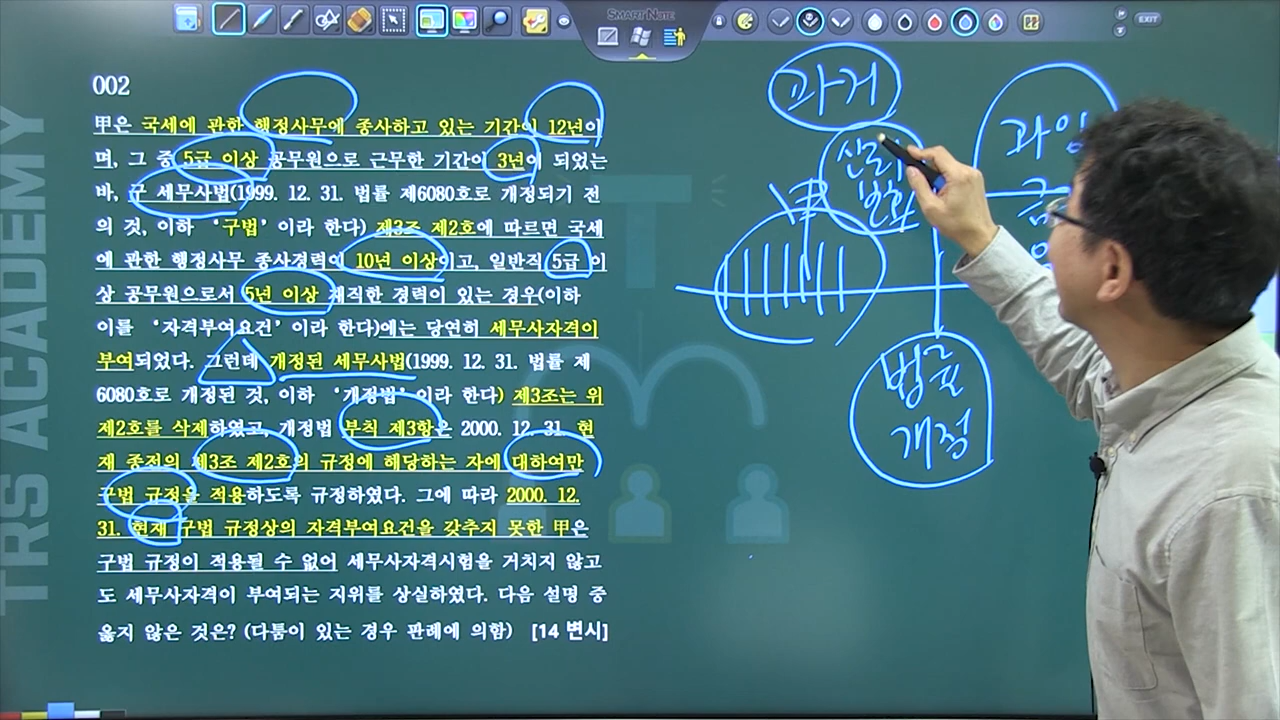 SMART NOTE
EXIT
002
甲은 국세에 관한 행정사무에 종사하고 있는 기간이 12년이
며, 그 중 5급 이상 공무원으로 근무한 기간이 3년이 되었는
바, 구 세무사법(1999. 12. 31. 법률 제6080호로 개정되기 전
의 것, 이하 ‘구법’이라 한다) 제3조 제2호에 따르면 국세
에 관한 행정사무 종사경력이 10년 이상이고, 일반직 5급 이
상 공무원으로서 5년 이상 재직한 경력이 있는 경우(이하
이를 ‘자격부여요건’이라 한다)에는 당연히 세무사자격이
부여되었다. 그런데 개정된 세무사법(1999. 12. 31. 법률 제
6080호로 개정된 것, 이하 ‘개정법’이라 한다) 제3조는 위
제2호를 삭제하였고, 개정법 부칙 제3항은 2000. 12. 31. 현
재 종전의 제3조 제2호의 규정에 해당하는 자에 대하여만
구법 규정을 적용하도록 규정하였다. 그에 따라 2000. 12.
31. 현재 구법 규정상의 자격부여요건을 갖추지 못한 甲은
구법 규정이 적용될 수 없어 세무사자격시험을 거치지 않고
도 세무사자격이 부여되는 지위를 상실하였다. 다음 설명 중
옳지 않은 것은? (다툼이 있는 경우 판례에 의함) [14 변시]
과거
법규
개정
TRS ACADEMY